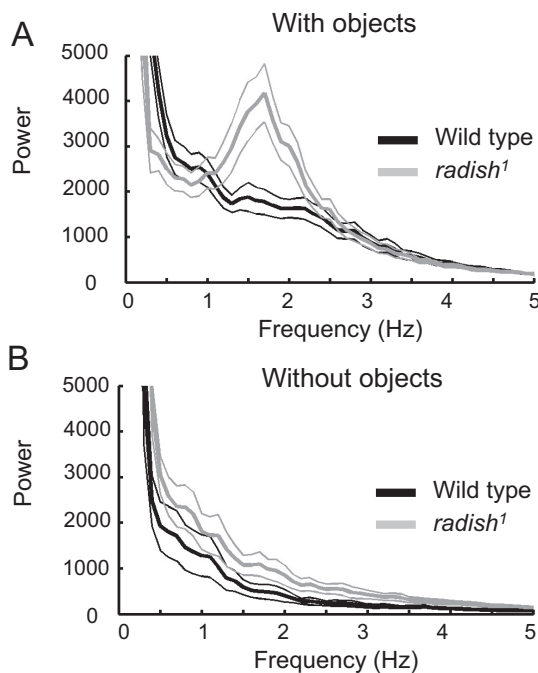 A
With objects
5000
4000
3000
2000
1000
0
Power
Wild type
radish¹
0 1 2 3 4 5
Frequency (Hz)
B
Without objects
5000
4000
3000
2000
1000
0
Power
Wild type
radish¹
0 1 2 3 4 5
Frequency (Hz)